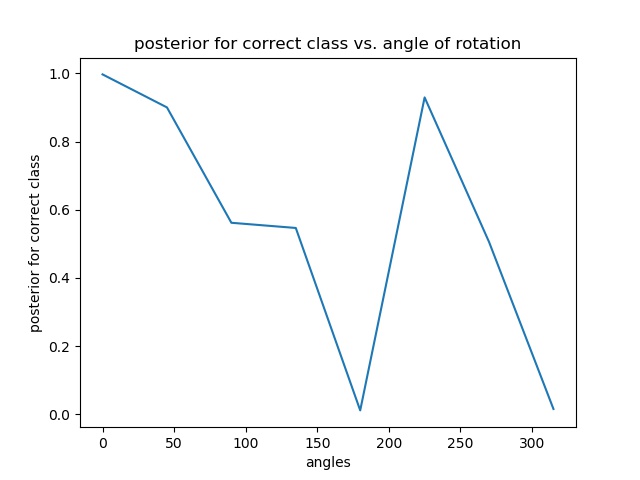 posterior for correct class vs. angle of rotation
1.0
0.8
0.6
0.4
0.2
0.0
posterior for correct class
0 50 100 150 200 250 300
angles